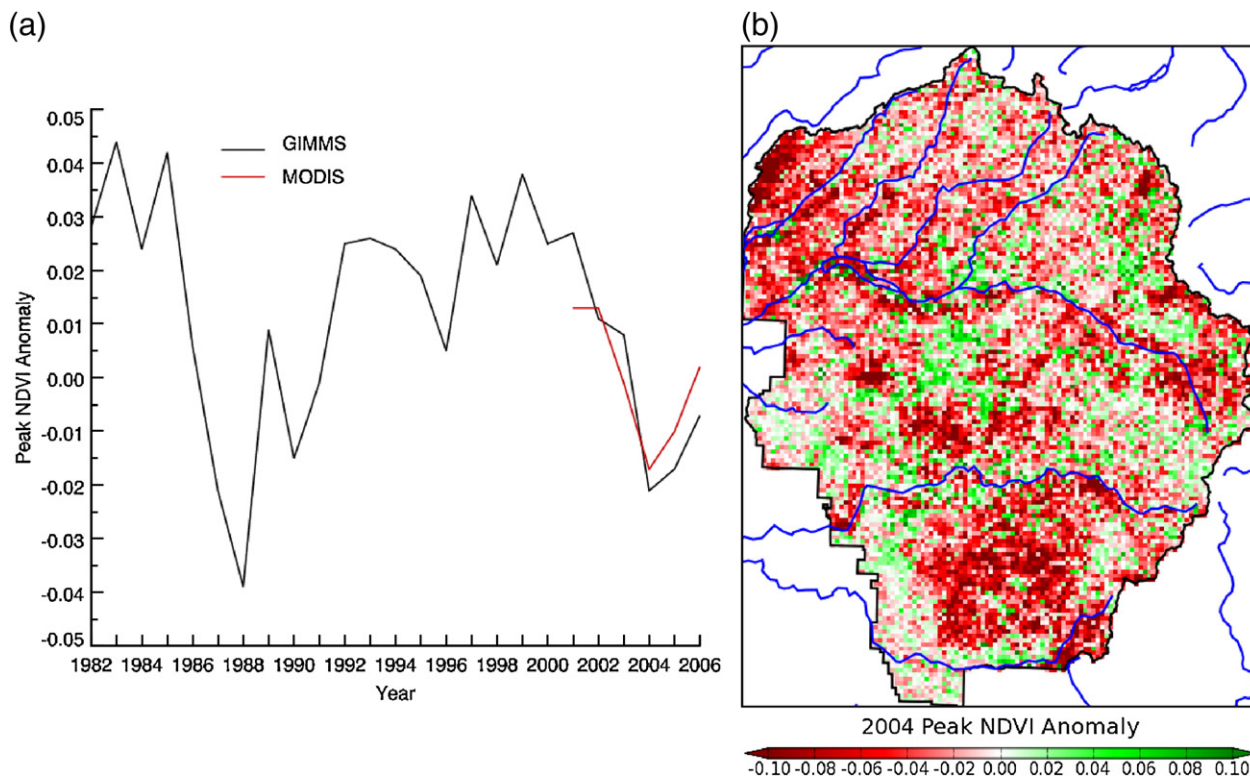 (a)
(b)
0.05
0.04
0.03
0.02
0.01
0.00
-0.01
-0.02
-0.03
-0.04
-0.05
Peak NDVI Anomaly
GIMMS
MODIS
1982 1984 1986 1988 1990 1992 1994 1996 1998 2000 2002 2004 2006
Year
2004 Peak NDVI Anomaly
-0.10 -0.08 -0.06 -0.04 -0.02 0.00 0.02 0.04 0.06 0.08 0.10